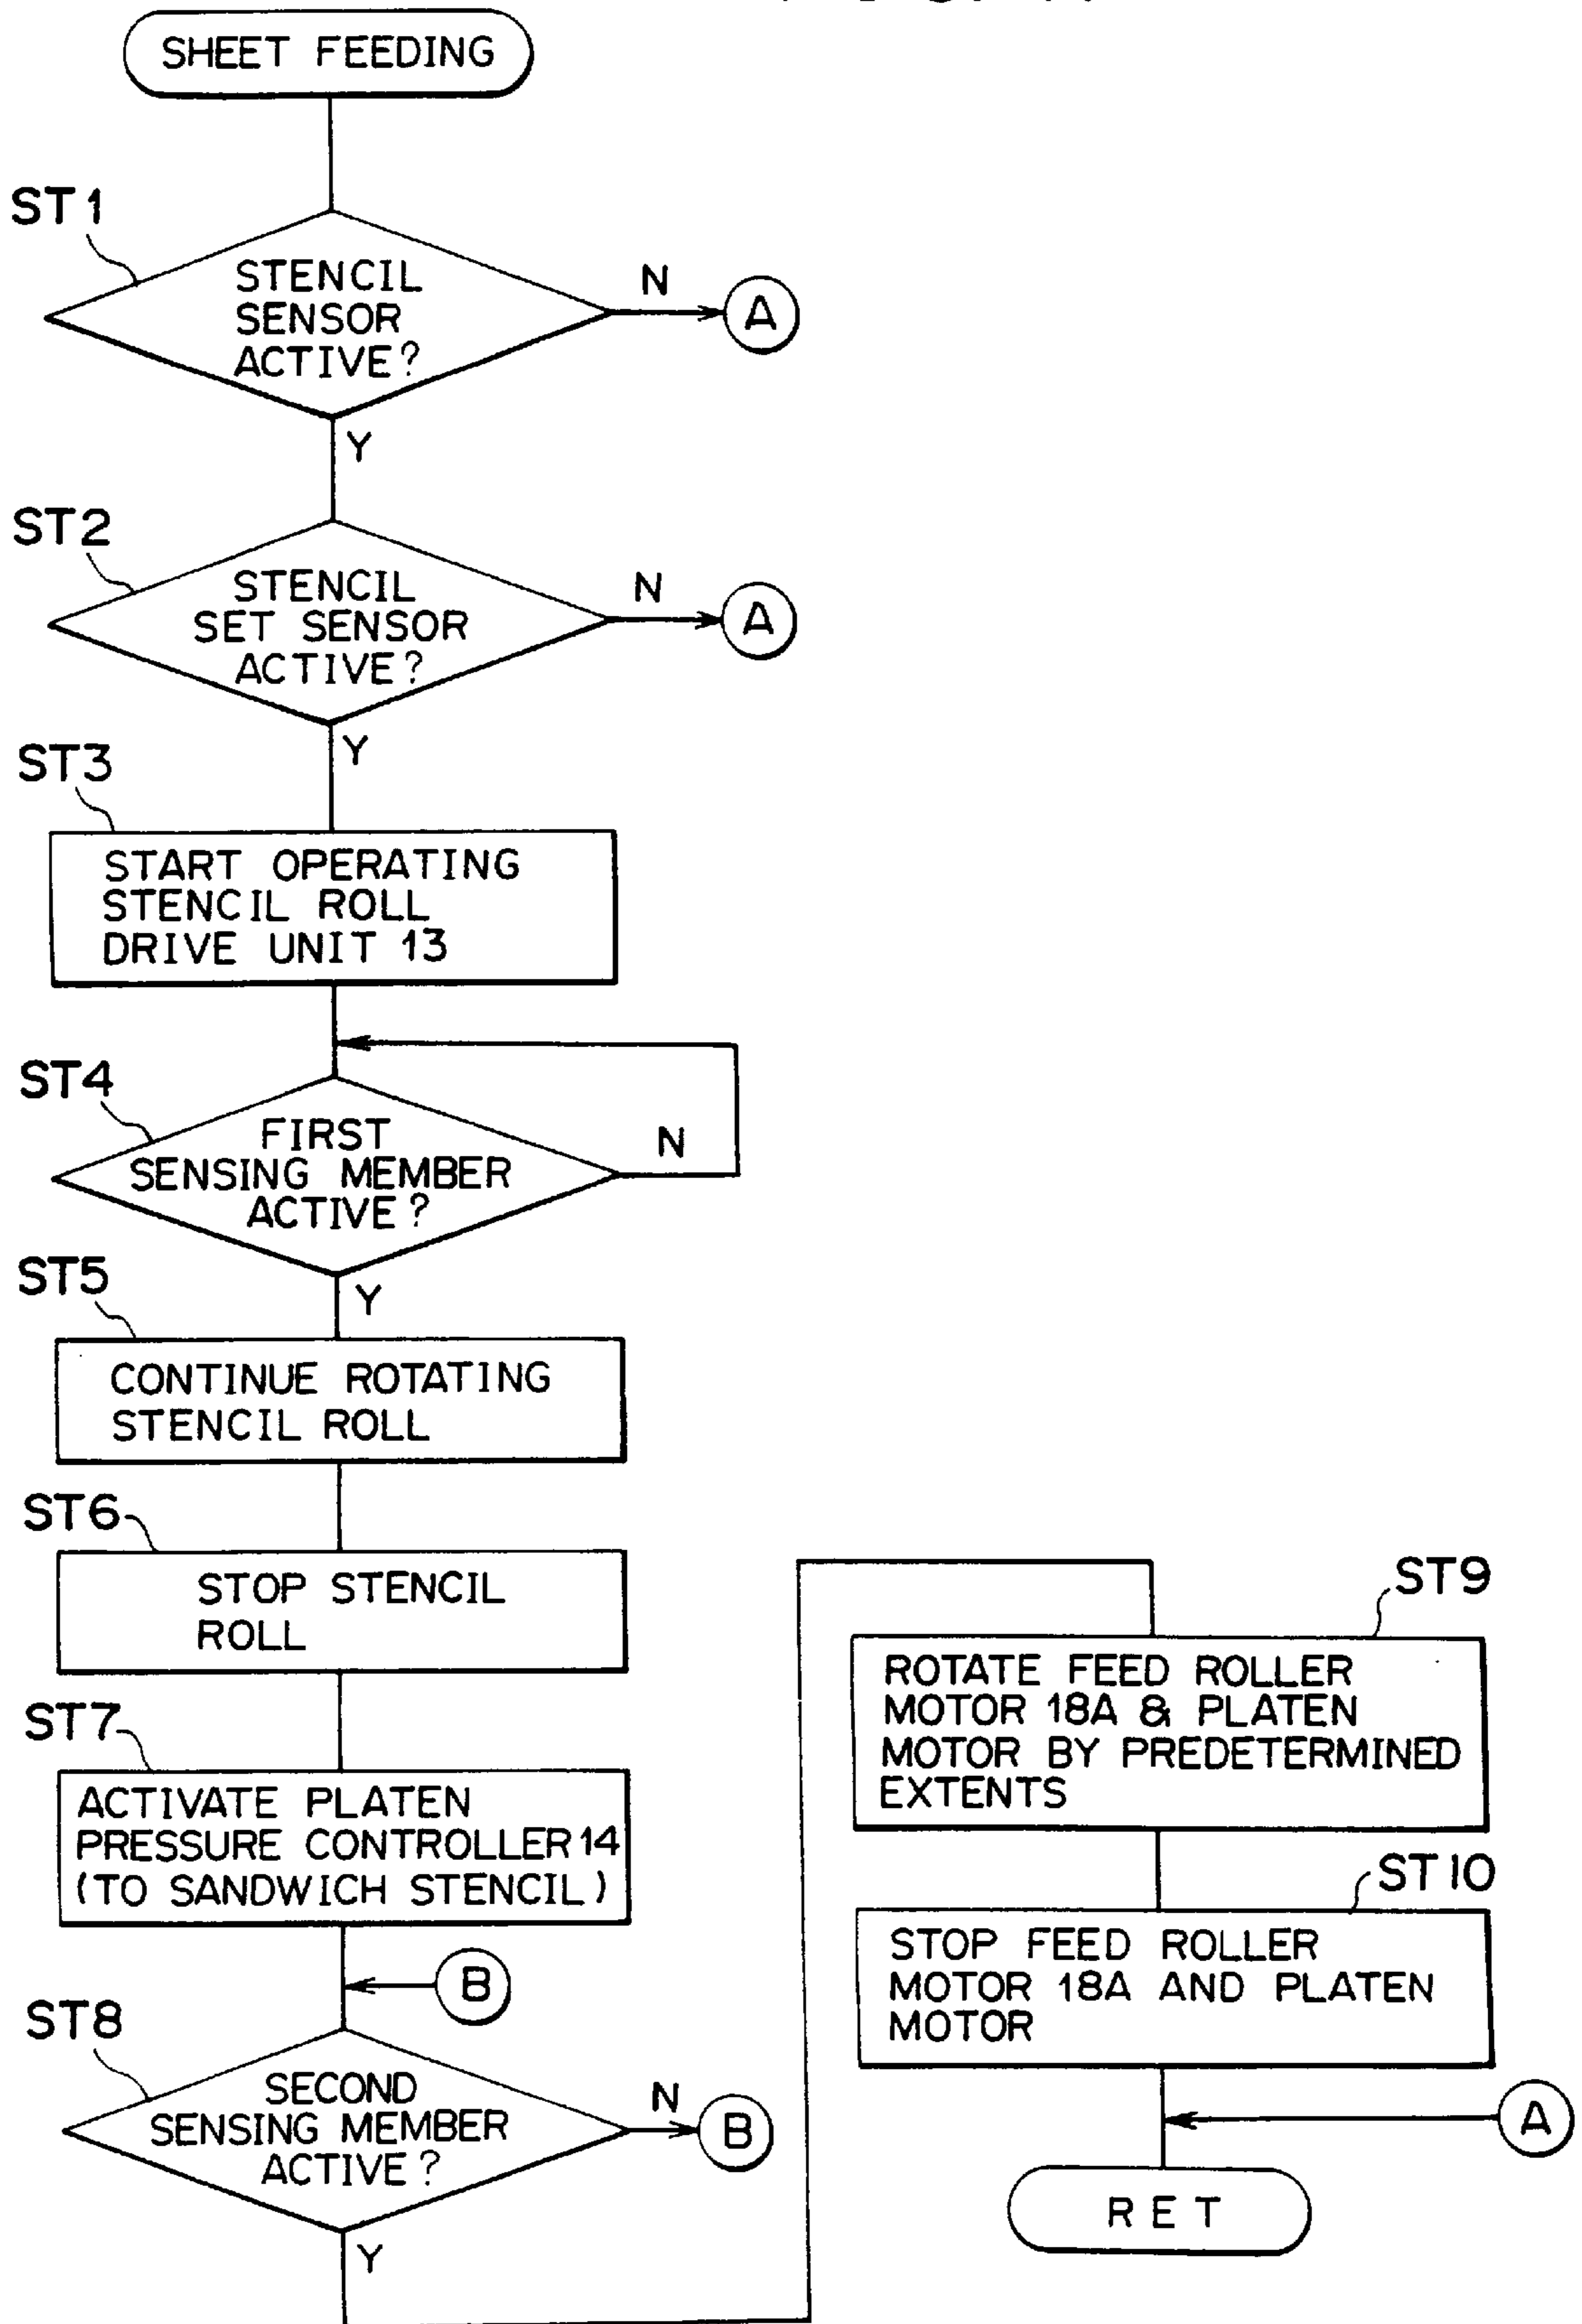 SHEET FEEDING
ST1
STENCIL
SENSOR
ACTIVE?
N
A
Y
ST2
STENCIL
SET SENSOR
ACTIVE?
N
A
Y
ST3
START OPERATING
STENCIL ROLL
DRIVE UNIT 13
ST4
FIRST
SENSING MEMBER
ACTIVE?
N
Y
ST5
CONTINUE ROTATING
STENCIL ROLL
ST6
STOP STENCIL
ROLL
ST7
ACTIVATE PLATEN
PRESSURE CONTROLLER 14
(TO SANDWICH STENCIL)
B
ST8
SECOND
SENSING MEMBER
ACTIVE?
N
B
Y
ST9
ROTATE FEED ROLLER
MOTOR 18A & PLATEN
MOTOR BY PREDETERMINED
EXTENTS
ST10
STOP FEED ROLLER
MOTOR 18A AND PLATEN
MOTOR
A
RET